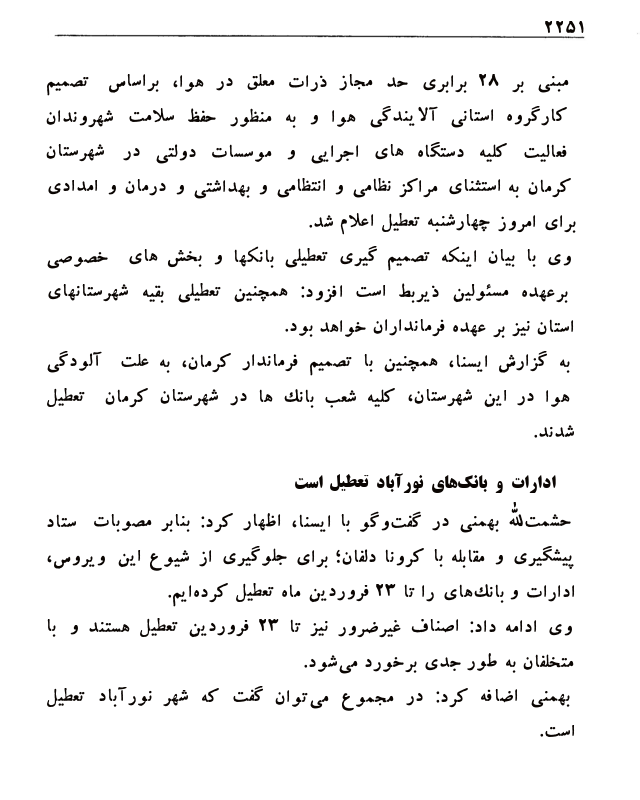 ۲۲۵۱
مبنی بر ۲۸ برابری حد مجاز ذرات معلق در هوا، براساس تصمیم
کارگروه استانی آلایندگی هوا و به منظور حفظ سلامت شهروندان
فعالیت کلیه دستگاه های اجرایی و موسسات دولتی در شهرستان
کرمان به استثنای مراکز نظامی و انتظامی و بهداشتی و درمان و امدادی
برای امروز چهارشنبه تعطیل اعلام شد.
وی با بیان اینکه تصمیم گیری تعطیلی بانکها و بخش های خصوصی
برعهده مسئولین ذیربط است افزود: همچنین تعطیلی بقیه شهرستانهای
استان نیز بر عهده فرمانداران خواهد بود.
به گزارش ایسنا، همچنین با تصمیم فرماندار کرمان، به علت آلودگی
هوا در این شهرستان، کلیه شعب بانک ها در شهرستان کرمان تعطیل
شدند.
ادارات و بانک‌های نورآباد تعطیل است
حشمت‌الله بهمنی در گفت‌وگو با ایسنا، اظهار کرد: بنابر مصوبات ستاد
پیشگیری و مقابله با کرونا دلفان؛ برای جلوگیری از شیوع این ویروس،
ادارات و بانک‌های را تا ۲۳ فروردین ماه تعطیل کرده‌ایم.
وی ادامه داد: اصناف غیرضرور نیز تا ۲۳ فروردین تعطیل هستند و با
متخلفان به طور جدی برخورد می‌شود.
بهمنی اضافه کرد: در مجموع می‌توان گفت که شهر نورآباد تعطیل
است.